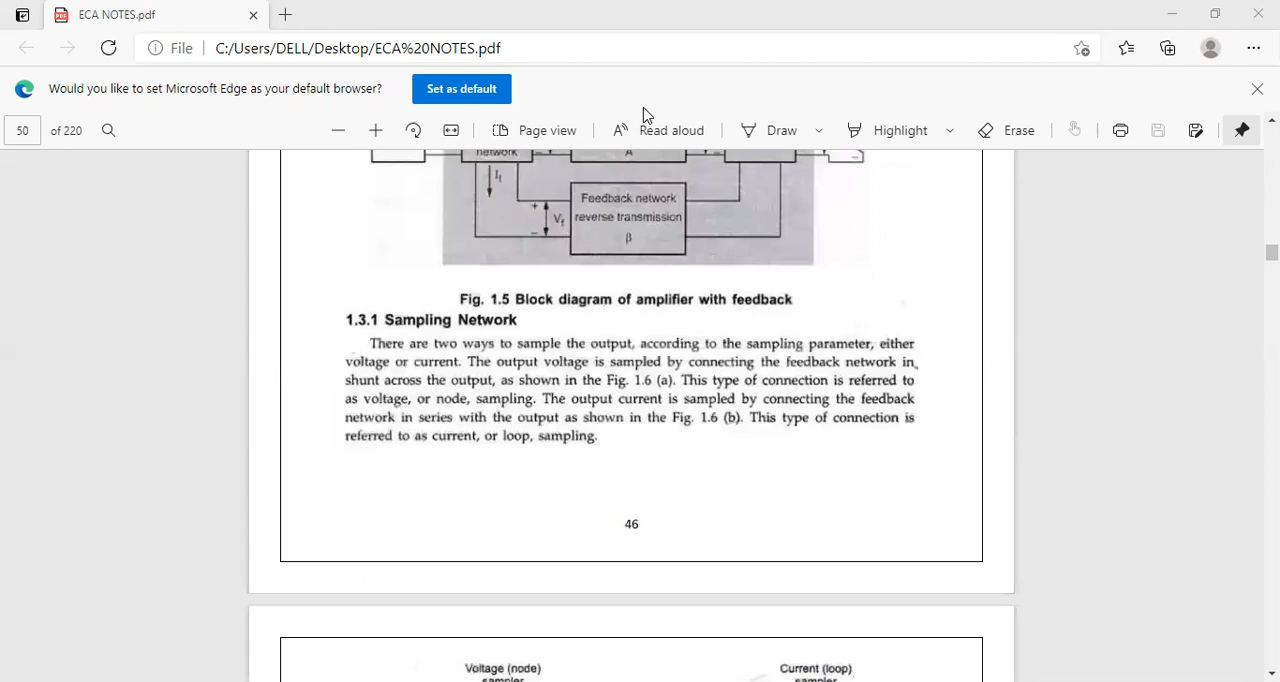 ECA NOTES.pdf
File C:/Users/DELL/Desktop/ECA%20NOTES.pdf
Would you like to set Microsoft Edge as your default browser? Set as default
50 of 220 Page view Read aloud Draw Highlight Erase
network A
If
Feedback network
+ Vf reverse transmission
− β
Fig. 1.5 Block diagram of amplifier with feedback
1.3.1 Sampling Network
There are two ways to sample the output, according to the sampling parameter, either
voltage or current. The output voltage is sampled by connecting the feedback network in
shunt across the output, as shown in the Fig. 1.6 (a). This type of connection is referred to
as voltage, or node, sampling. The output current is sampled by connecting the feedback
network in series with the output as shown in the Fig. 1.6 (b). This type of connection is
referred to as current, or loop, sampling.
46
Voltage (node) Current (loop)
sampler sampler